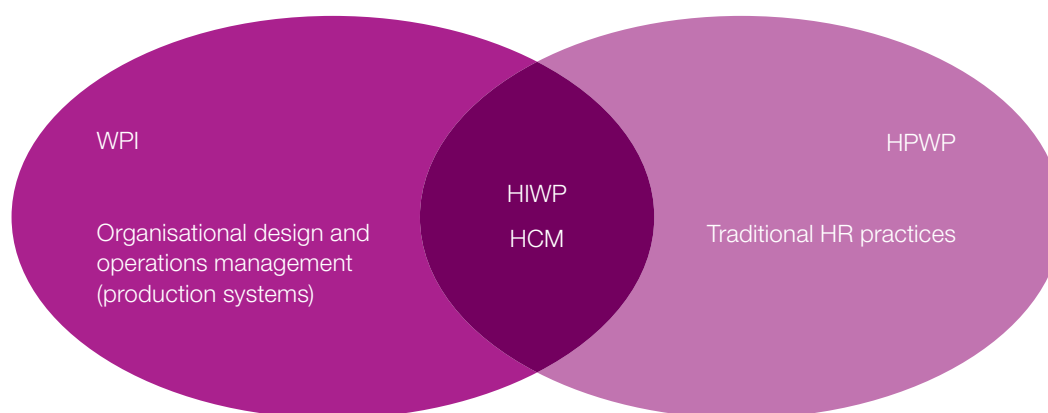 WPI
Organisational design and
operations management
(production systems)
HIWP
HCM
HPWP
Traditional HR practices